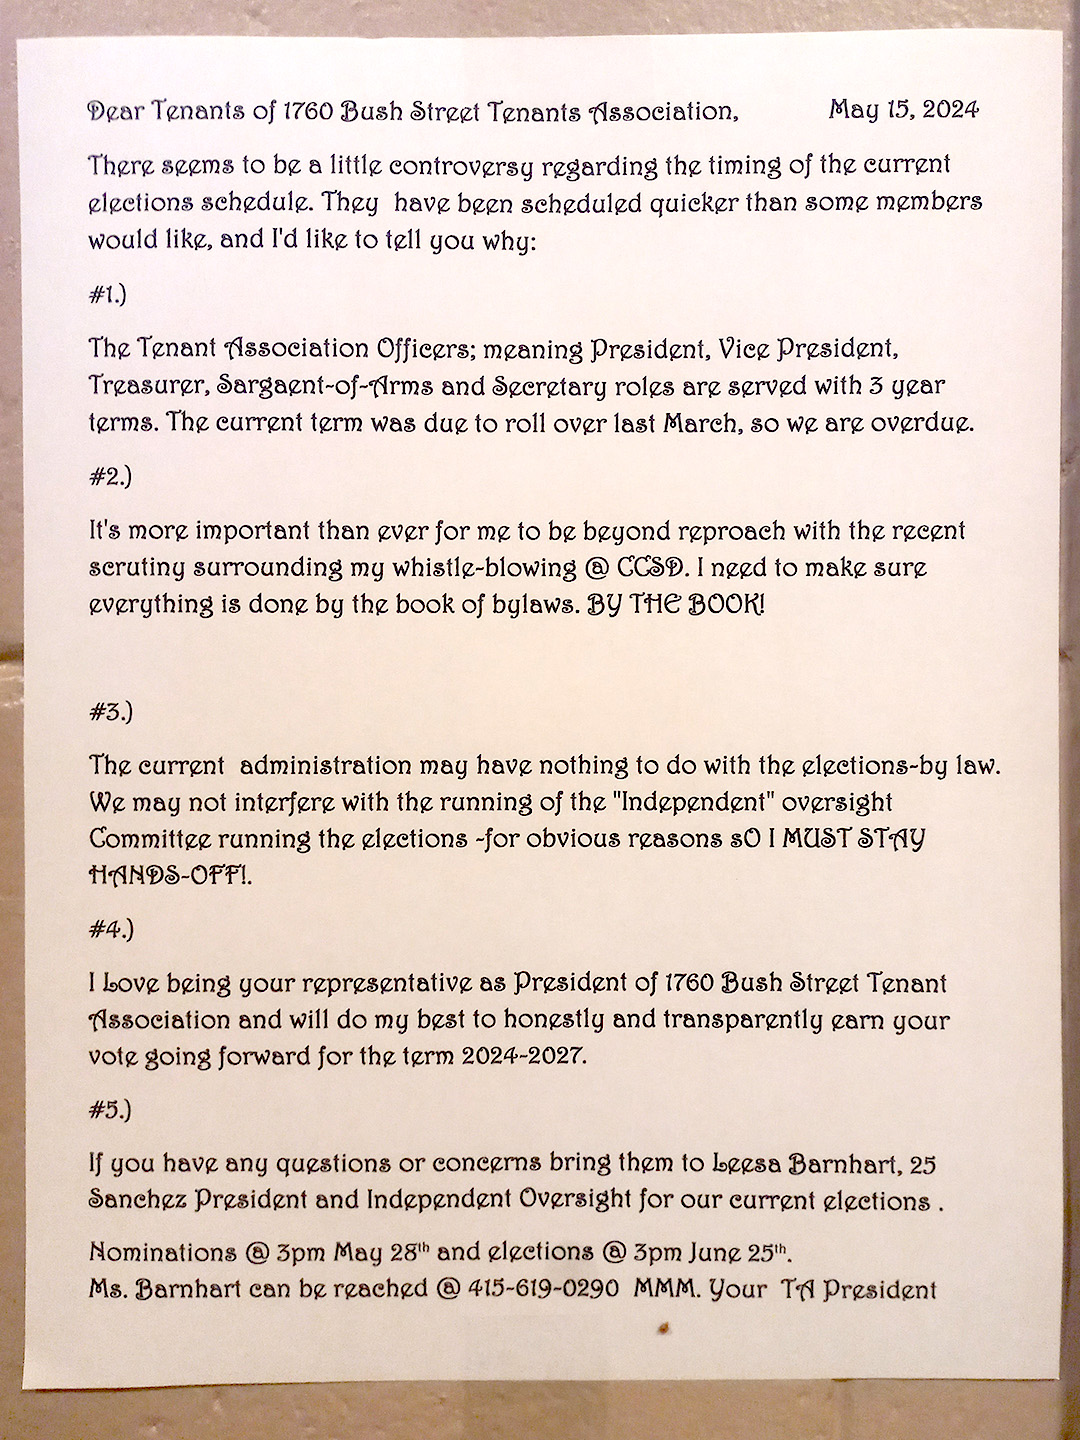 Dear Tenants of 1760 Bush Street Tenants Association, May 15, 2024
There seems to be a little controversy regarding the timing of the current
elections schedule. They have been scheduled quicker than some members
would like, and I'd like to tell you why:
#1.)
The Tenant Association Officers; meaning President, Vice President,
Treasurer, Sargaent-of-Arms and Secretary roles are served with 3 year
terms. The current term was due to roll over last March, so we are overdue.
#2.)
It's more important than ever for me to be beyond reproach with the recent
scrutiny surrounding my whistle-blowing @ CCSD. I need to make sure
everything is done by the book of bylaws. BY THE BOOK!
#3.)
The current administration may have nothing to do with the elections-by law.
We may not interfere with the running of the "Independent" oversight
Committee running the elections -for obvious reasons sO I MUST STAY
HANDS-OFF!.
#4.)
I Love being your representative as President of 1760 Bush Street Tenant
Association and will do my best to honestly and transparently earn your
vote going forward for the term 2024-2027.
#5.)
If you have any questions or concerns bring them to Leesa Barnhart, 25
Sanchez President and Independent Oversight for our current elections .
Nominations @ 3pm May 28th and elections @ 3pm June 25th.
Ms. Barnhart can be reached @ 415-619-0290 MMM. Your TA President